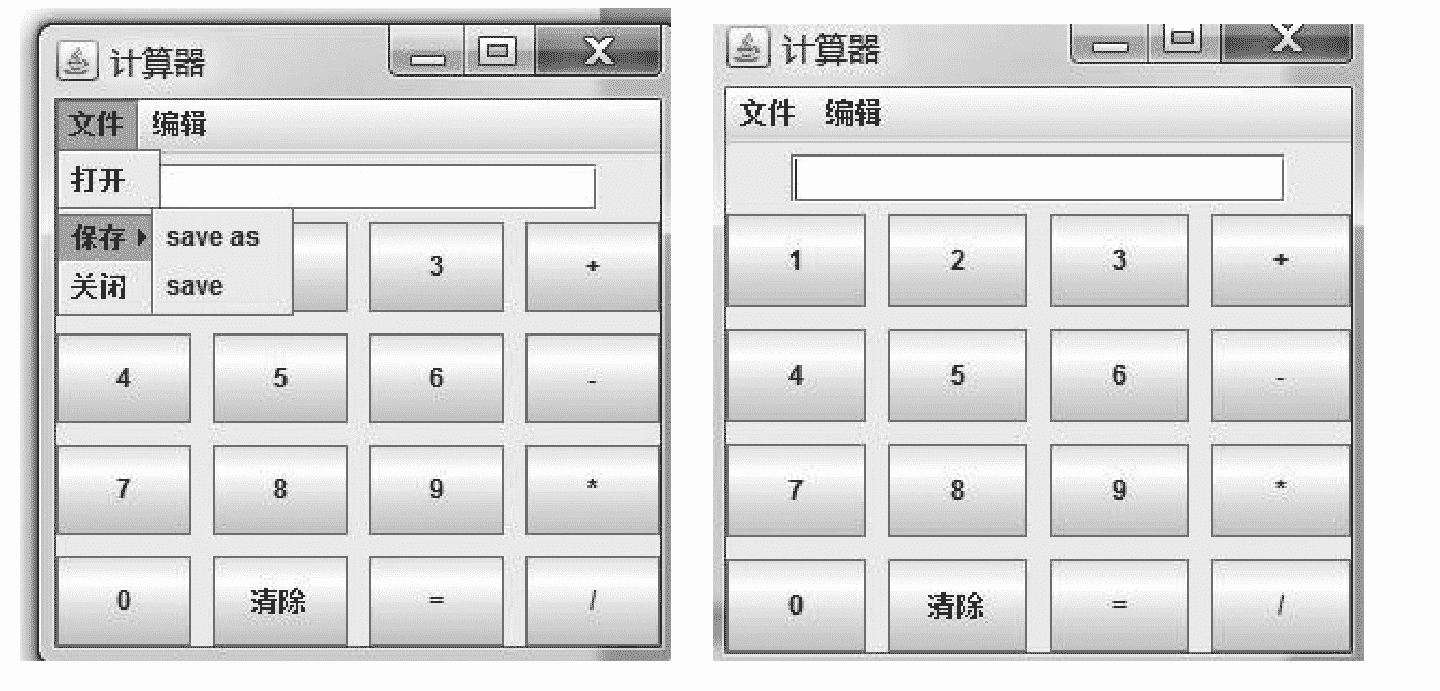 计算器
文件 编辑
打开
保存 save as
关闭 save
3 +
4 5 6 -
7 8 9 *
0 清除 = /
计算器
文件 编辑
1 2 3 +
4 5 6 -
7 8 9 *
0 清除 = /